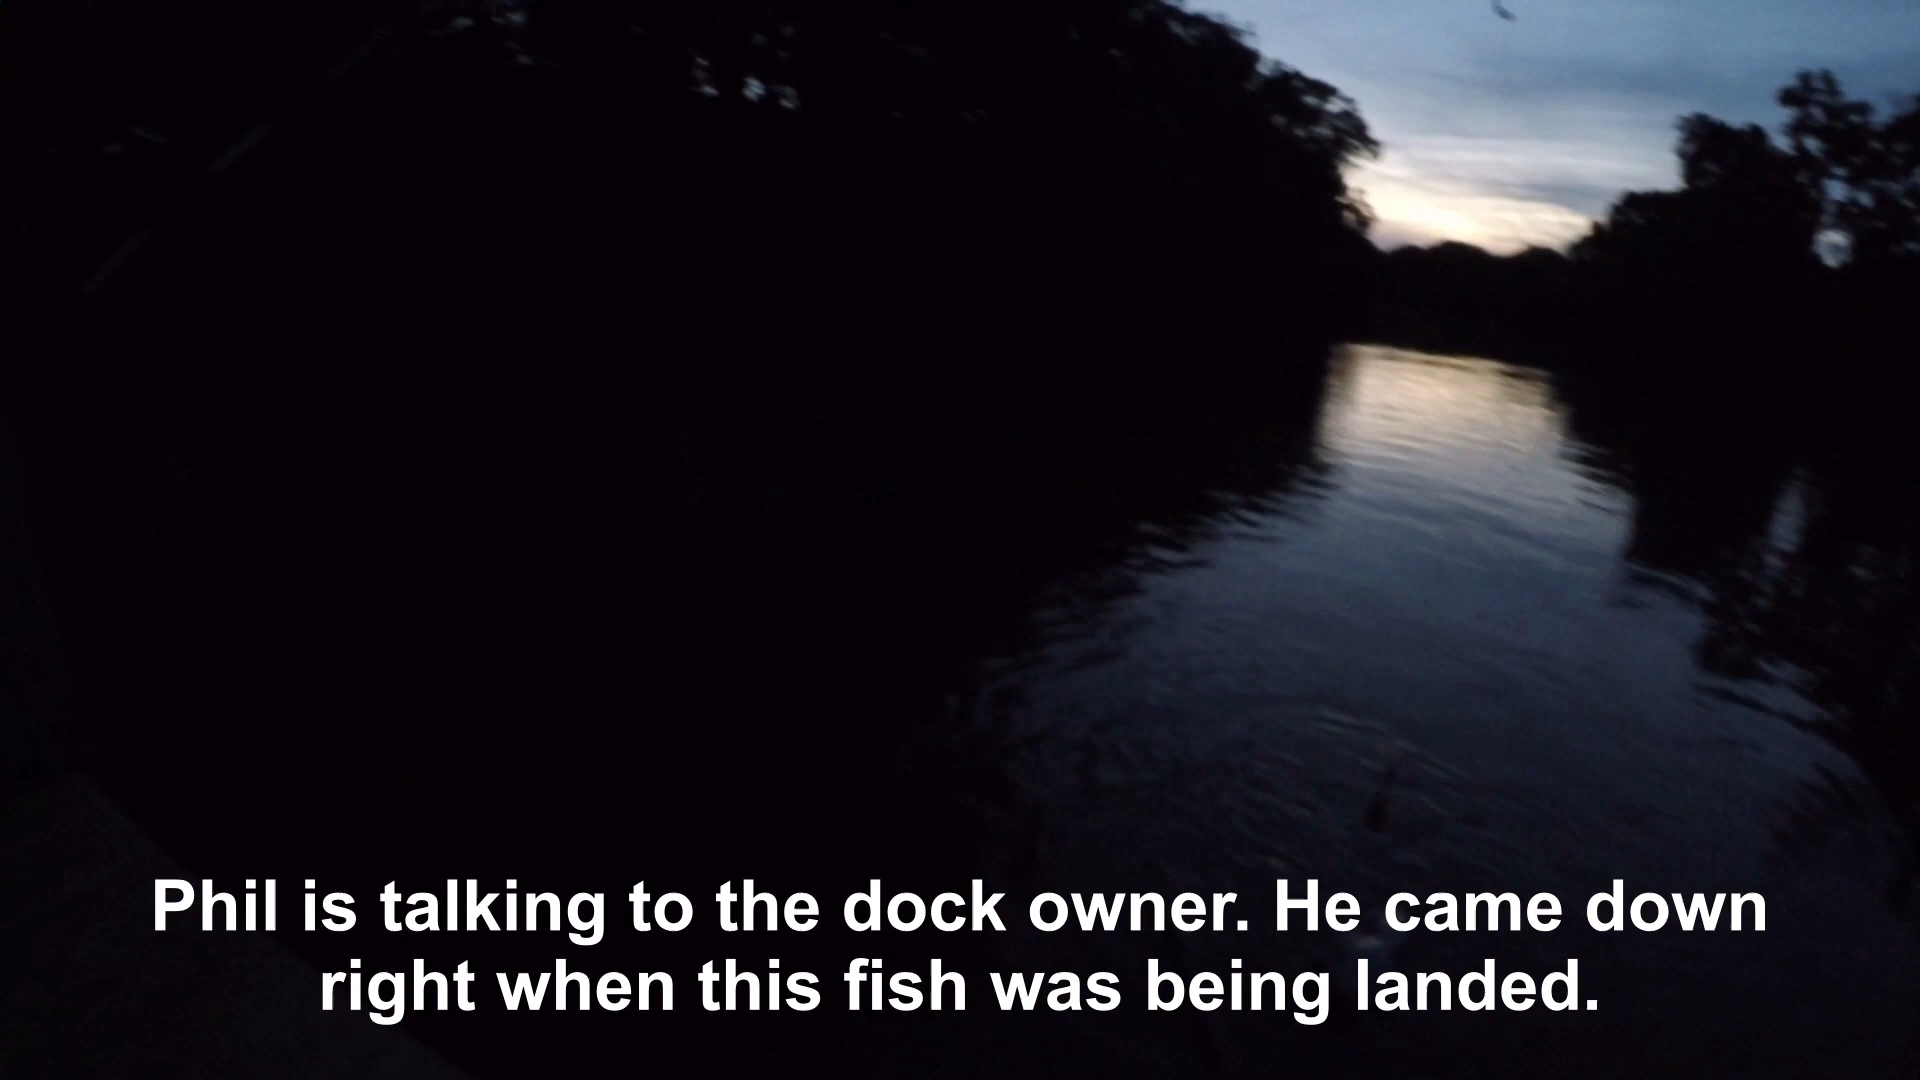 Phil is talking to the dock owner. He came down
right when this fish was being landed.